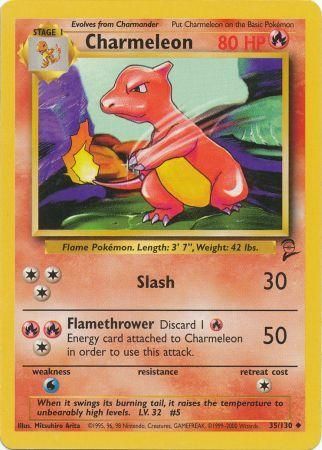 STAGE 1
Evolves from Charmander
Put Charmeleon on the Basic Pokémon
Charmeleon 80 HP
Flame Pokémon. Length: 3' 7", Weight: 42 lbs.
2
Slash 30
Flamethrower Discard 1
Energy card attached to Charmeleon
in order to use this attack.
50
weakness resistance retreat cost
When it swings its burning tail, it raises the temperature to
unbearably high levels. LV. 32 #5
Illus. Mitsuhiro Arita ©1995, 96, 98 Nintendo, Creatures, GAMEFREAK. ©1999-2000 Wizards. 35/130